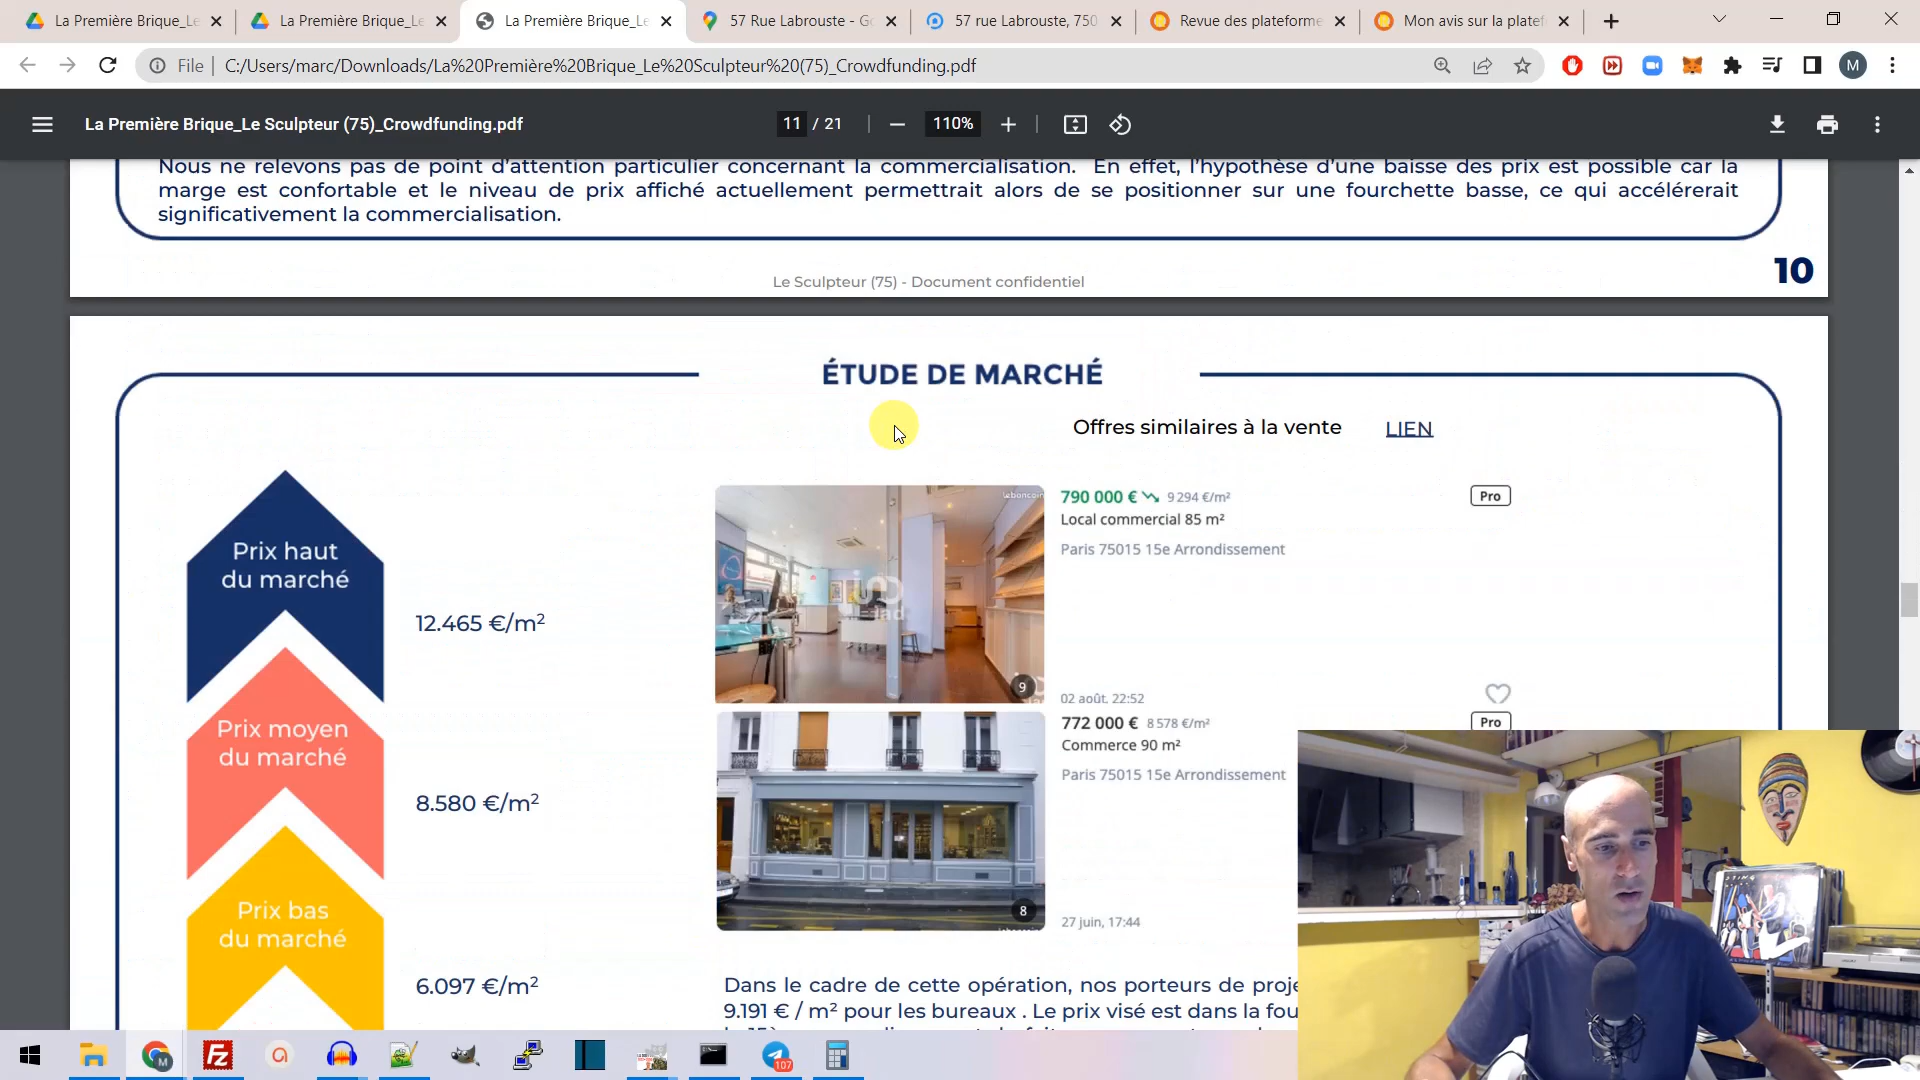 La Première Brique_Le
La Première Brique_Le
La Première Brique_Le
57 Rue Labrouste - Go
57 rue Labrouste, 750
Revue des plateforme
Mon avis sur la platef
File
C:/Users/marc/Downloads/La%20Première%20Brique_Le%20Sculpteur%20(75)_Crowdfunding.pdf
M
La Première Brique_Le Sculpteur (75)_Crowdfunding.pdf
11 / 21
110%
Nous ne relevons pas de point d'attention particulier concernant la commercialisation. En effet, l'hypothèse d'une baisse des prix est possible car la
marge est confortable et le niveau de prix affiché actuellement permettrait alors de se positionner sur une fourchette basse, ce qui accélérerait
significativement la commercialisation.
Le Sculpteur (75) - Document confidentiel
10
ÉTUDE DE MARCHÉ
Offres similaires à la vente LIEN
Prix haut
du marché
12.465 €/m²
Prix moyen
du marché
8.580 €/m²
Prix bas
du marché
6.097 €/m²
leboncoin
iad
9
790 000 € 9 294 €/m²
Pro
Local commercial 85 m²
Paris 75015 15e Arrondissement
02 août, 22:52
772 000 € 8 578 €/m²
Pro
Commerce 90 m²
Paris 75015 15e Arrondissement
8
27 juin, 17:44
Dans le cadre de cette opération, nos porteurs de proje
9.191 € / m² pour les bureaux . Le prix visé est dans la fou
STING
107